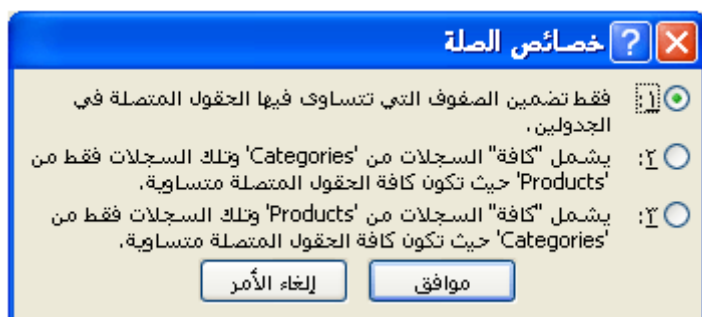 خصائص الصلة
١: فقط تضمين الصفوف التي تتساوى فيها الحقول المتصلة في
الجدولين.
٢: يشمل "كافة" السجلات من 'Categories' وتلك السجلات فقط من
'Products' حيث تكون كافة الحقول المتصلة متساوية.
٣: يشمل "كافة" السجلات من 'Products' وتلك السجلات فقط من
'Categories' حيث تكون كافة الحقول المتصلة متساوية.
موافق إلغاء الأمر